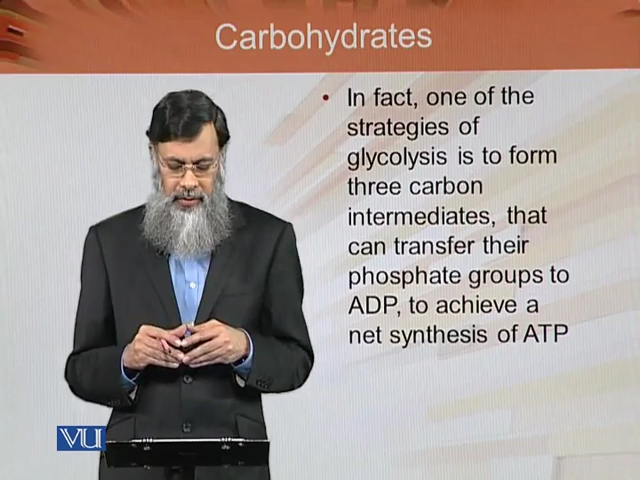 Carbohydrates
• In fact, one of the
strategies of
glycolysis is to form
three carbon
intermediates, that
can transfer their
phosphate groups to
ADP, to achieve a
net synthesis of ATP
VU